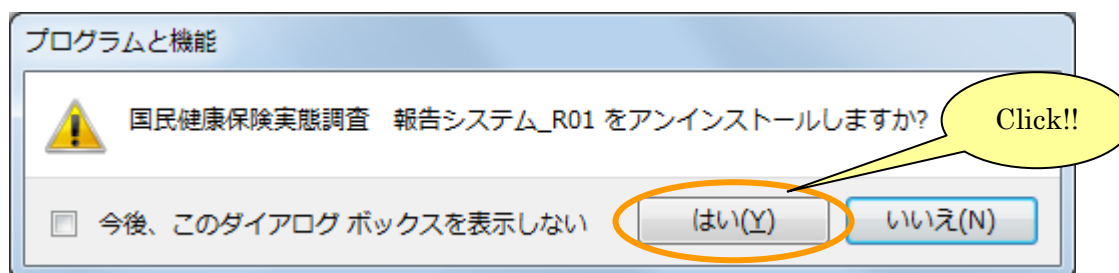 プログラムと機能
国民健康保険実態調査　報告システム_R01 をアンインストールしますか?
Click!!
今後、このダイアログ ボックスを表示しない
はい(Y)
いいえ(N)